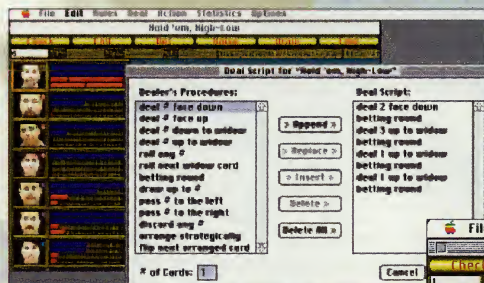 File Edit Rules Deal Action Statistics Options
Hold 'em, High-Low
Deal Script for "Hold 'em, High-Low"
Dealer's Procedures:
deal # face down
deal # face up
deal # down to widow
deal # up to widow
roll any #
roll next widow card
betting round
draw up to #
pass # to the left
pass # to the right
discard any #
arrange strategically
flip next arranged card
» Append »
» Replace »
» Insert »
Delete »
Delete All »
Deal Script:
deal 2 face down
betting round
deal 3 up to widow
betting round
deal 1 up to widow
betting round
deal 1 up to widow
betting round
# of Cards: 1
Cancel
Fil
Chec